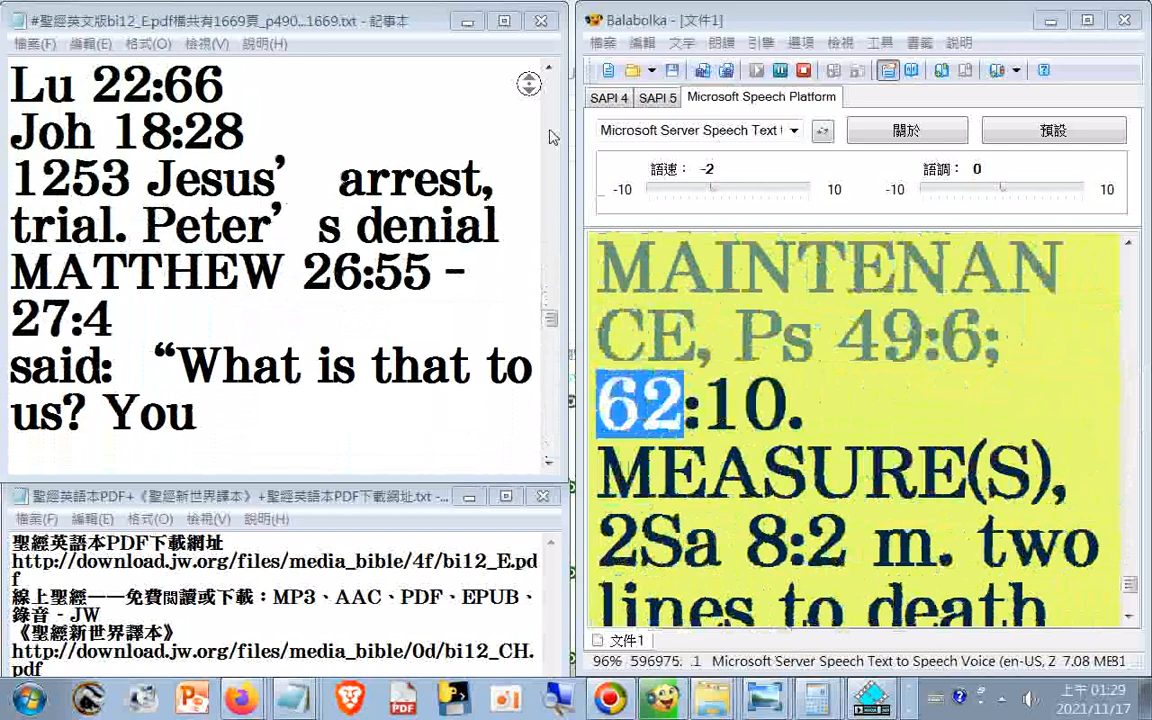 #聖經英文版bi12_E.pdf檔共有1669頁_p490...1669.txt - 記事本
檔案(F) 編輯(E) 格式(O) 檢視(V) 說明(H)
Lu 22:66
Joh 18:28
1253 Jesus’ arrest,
trial. Peter’s denial
MATTHEW 26:55 –
27:4
said: “What is that to
us? You
聖經英語本PDF+《聖經新世界譯本》+聖經英語本PDF下載網址.txt - ...
檔案(F) 編輯(E) 格式(O) 檢視(V) 說明(H)
聖經英語本PDF下載網址
http://download.jw.org/files/media_bible/4f/bi12_E.pd
f
線上聖經——免費閱讀或下載：MP3、AAC、PDF、EPUB、
錄音 - JW
《聖經新世界譯本》
http://download.jw.org/files/media_bible/0d/bi12_CH.
pdf
Balabolka - [文件1]
檔案 編輯 文字 朗讀 引擎 選項 檢視 工具 書籤 說明
SAPI 4 SAPI 5 Microsoft Speech Platform
Microsoft Server Speech Text 關於 預設
語速： -2 語調： 0
-10 10 -10 10
MAINTENAN
CE, Ps 49:6;
62:10.
MEASURE(S),
2Sa 8:2 m. two
lines to death
文件1
96% 596975. .1 Microsoft Server Speech Text to Speech Voice (en-US, Z 7.08 MB
上午 01:29
2021/11/17